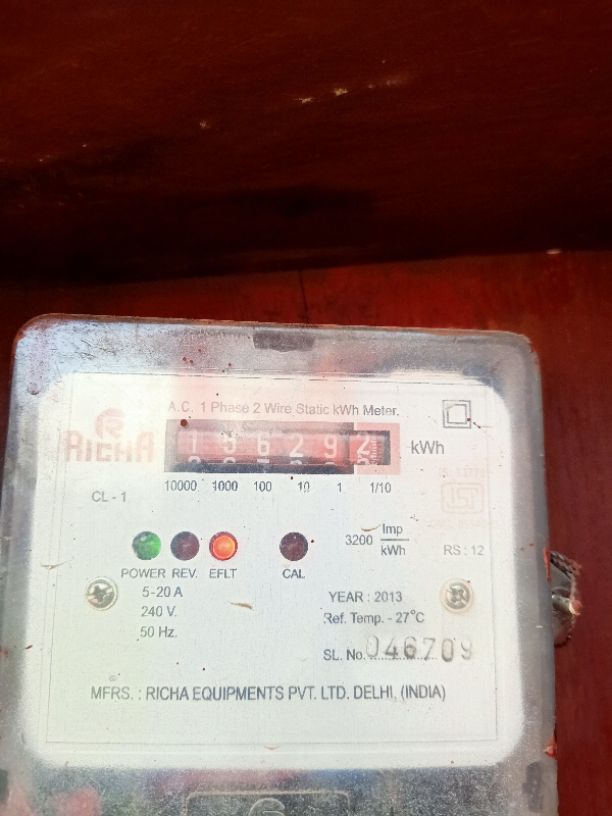 A.C. 1 Phase 2 Wire Static kWh Meter.
RICHA
156292
kWh
10000 1000 100 10 1 1/10
CL - 1
3200 Imp
kWh
RS : 12
POWER REV. EFLT CAL
5-20 A
240 V.
50 Hz.
YEAR : 2013
Ref. Temp. - 27°C
SL. No. 046709
MFRS. : RICHA EQUIPMENTS PVT. LTD. DELHI, (INDIA)